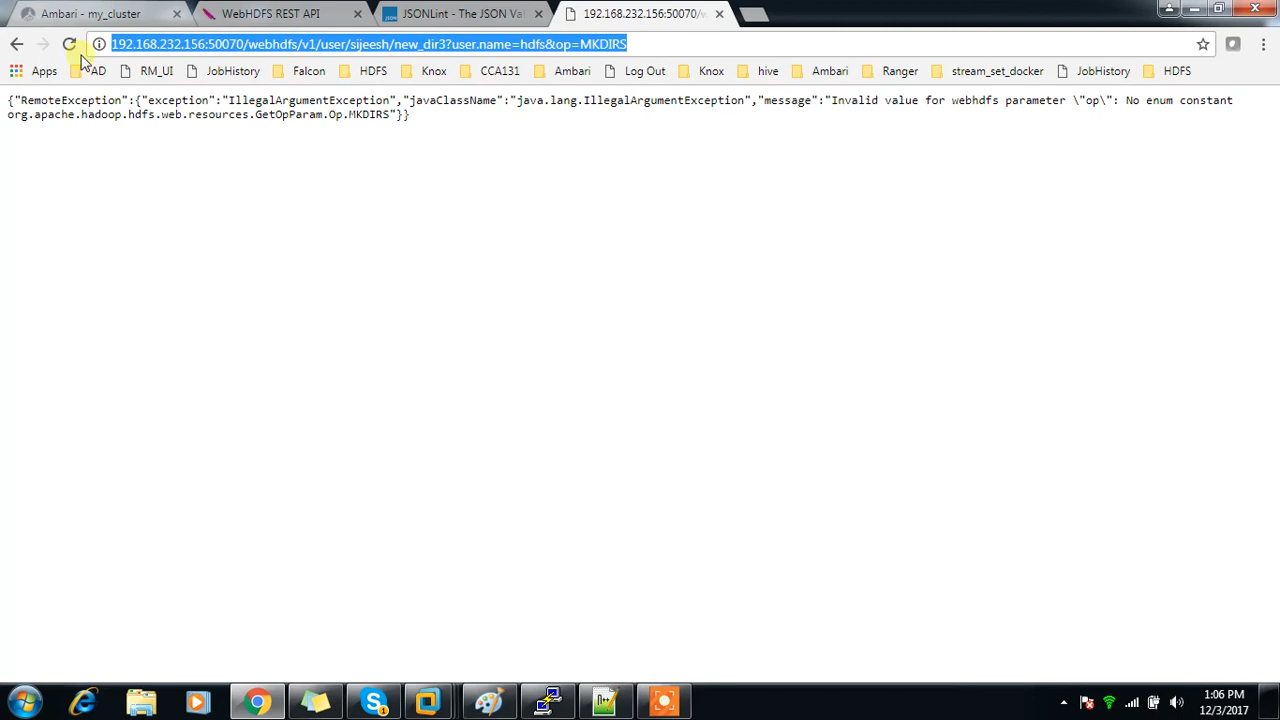 Ambari - my_cluster
WebHDFS REST API
JSONLint - The JSON Val
192.168.232.156:50070/w
192.168.232.156:50070/webhdfs/v1/user/sijeesh/new_dir3?user.name=hdfs&op=MKDIRS
Apps AD RM_UI JobHistory Falcon HDFS Knox CCA131 Ambari Log Out Knox hive Ambari Ranger stream_set_docker JobHistory HDFS
{"RemoteException":{"exception":"IllegalArgumentException","javaClassName":"java.lang.IllegalArgumentException","message":"Invalid value for webhdfs parameter \"op\": No enum constant
org.apache.hadoop.hdfs.web.resources.GetOpParam.Op.MKDIRS"}}
1:06 PM
12/3/2017